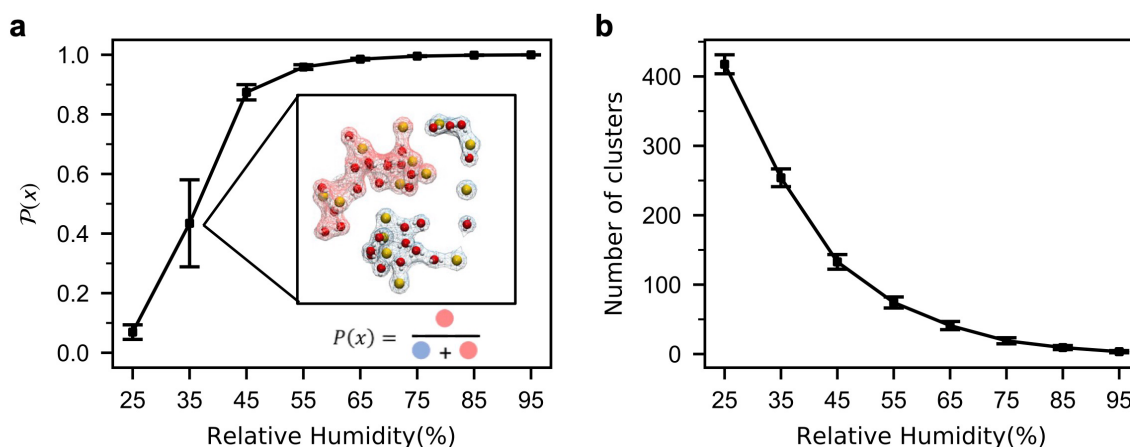 a
1.0
0.8
0.6
0.4
0.2
0.0
𝒫(x)
P(x) =
+
25 35 45 55 65 75 85 95
Relative Humidity(%)
b
400
300
200
100
0
Number of clusters
25 35 45 55 65 75 85 95
Relative Humidity(%)